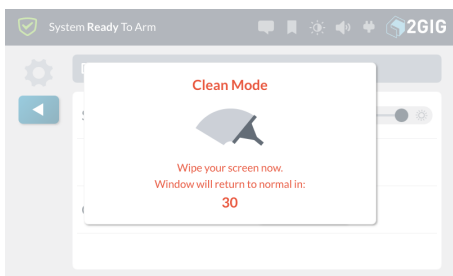 System Ready To Arm
2GIG
Clean Mode
Wipe your screen now.
Window will return to normal in:
30